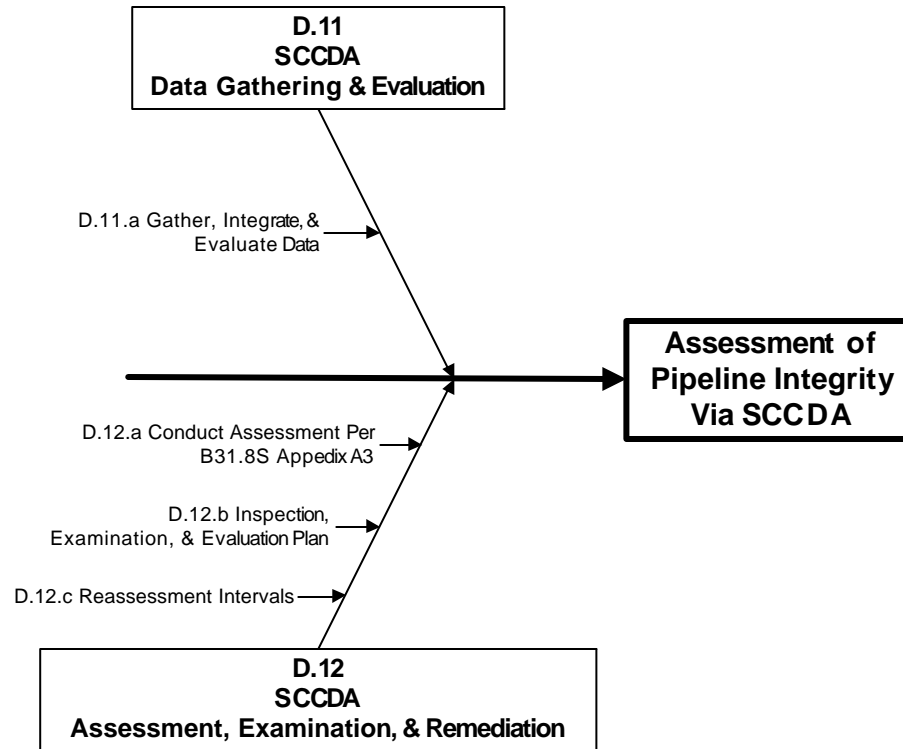 D.11
SCCDA
Data Gathering & Evaluation
D.11.a Gather, Integrate, &
Evaluate Data
Assessment of
Pipeline Integrity
Via SCCDA
D.12.a Conduct Assessment Per
B31.8S Appedix A3
D.12.b Inspection,
Examination, & Evaluation Plan
D.12.c Reassessment Intervals
D.12
SCCDA
Assessment, Examination, & Remediation